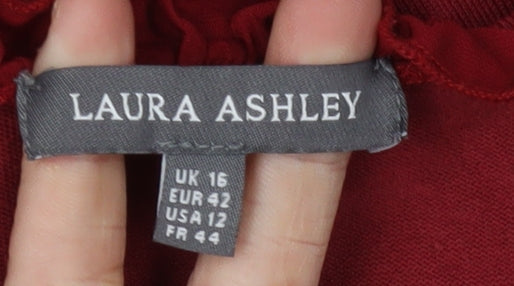 LAURA ASHLEY
UK 16
EUR 42
USA 12
FR 44